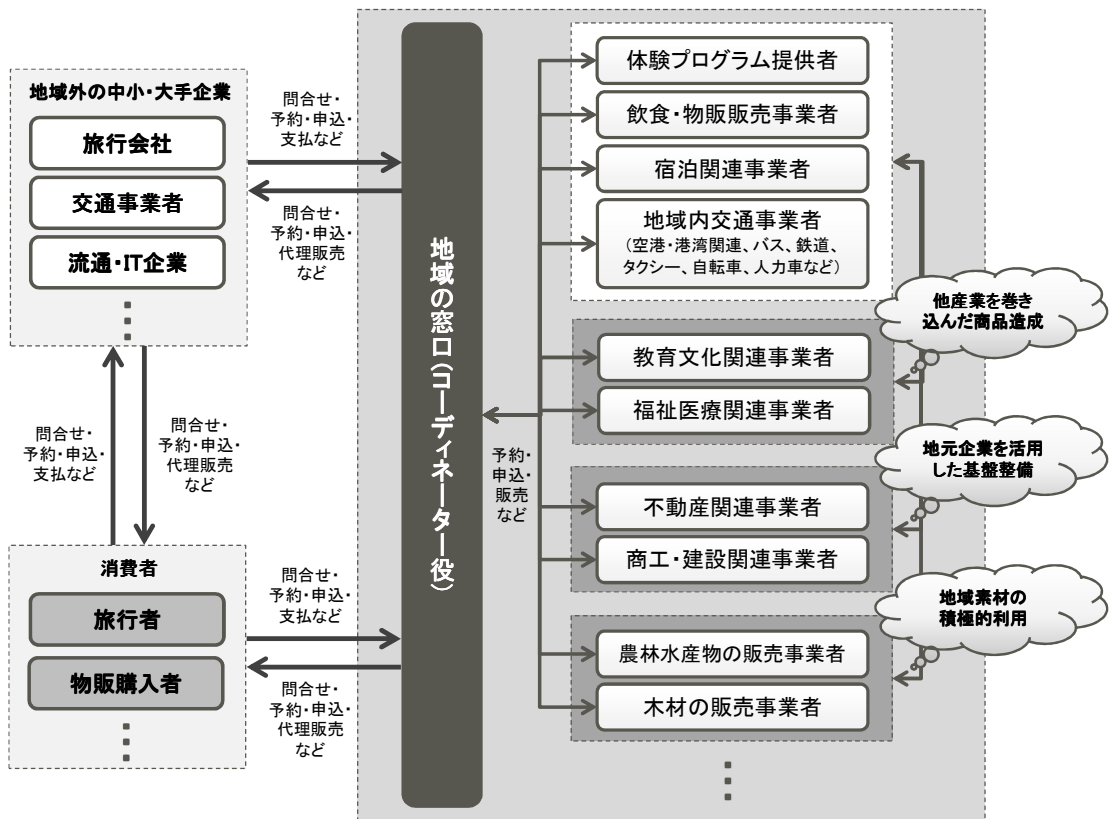 地域外の中小・大手企業
旅行会社
交通事業者
流通・IT企業
問合せ・
予約・申込・
支払など
問合せ・
予約・申込・
代理販売
など
問合せ・
予約・申込・
支払など
問合せ・
予約・申込・
代理販売
など
消費者
旅行者
物販購入者
問合せ・
予約・申込・
支払など
問合せ・
予約・申込・
代理販売
など
地域の窓口(コーディネーター役)
予約・
申込・
販売
など
体験プログラム提供者
飲食・物販販売事業者
宿泊関連事業者
地域内交通事業者
(空港・港湾関連、バス、鉄道、
タクシー、自転車、人力車など)
教育文化関連事業者
福祉医療関連事業者
不動産関連事業者
商工・建設関連事業者
農林水産物の販売事業者
木材の販売事業者
他産業を巻き
込んだ商品造成
地元企業を活用
した基盤整備
地域素材の
積極的利用